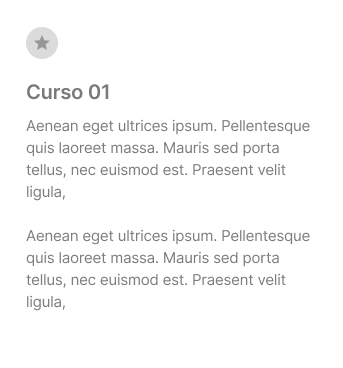 Curso 01
Aenean eget ultrices ipsum. Pellentesque
quis laoreet massa. Mauris sed porta
tellus, nec euismod est. Praesent velit
ligula,
Aenean eget ultrices ipsum. Pellentesque
quis laoreet massa. Mauris sed porta
tellus, nec euismod est. Praesent velit
ligula,